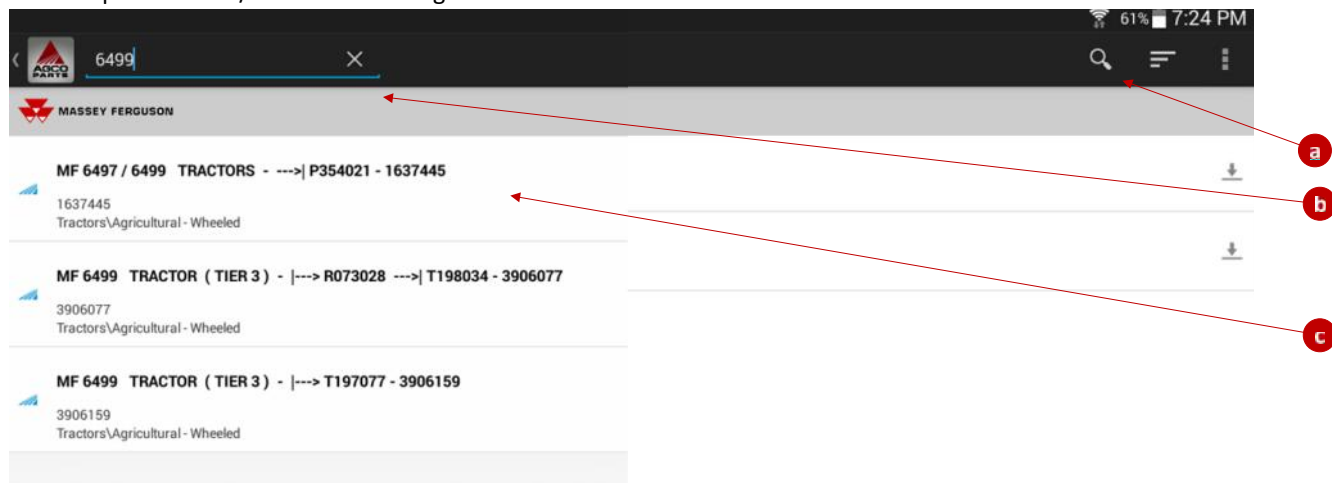 61% 7:24 PM
AGCO PARTS 6499
MASSEY FERGUSON
a
MF 6497 / 6499 TRACTORS - --->| P354021 - 1637445
1637445
b
Tractors\Agricultural - Wheeled
MF 6499 TRACTOR ( TIER 3 ) - |---> R073028 --->| T198034 - 3906077
3906077
c
Tractors\Agricultural - Wheeled
MF 6499 TRACTOR ( TIER 3 ) - |---> T197077 - 3906159
3906159
Tractors\Agricultural - Wheeled